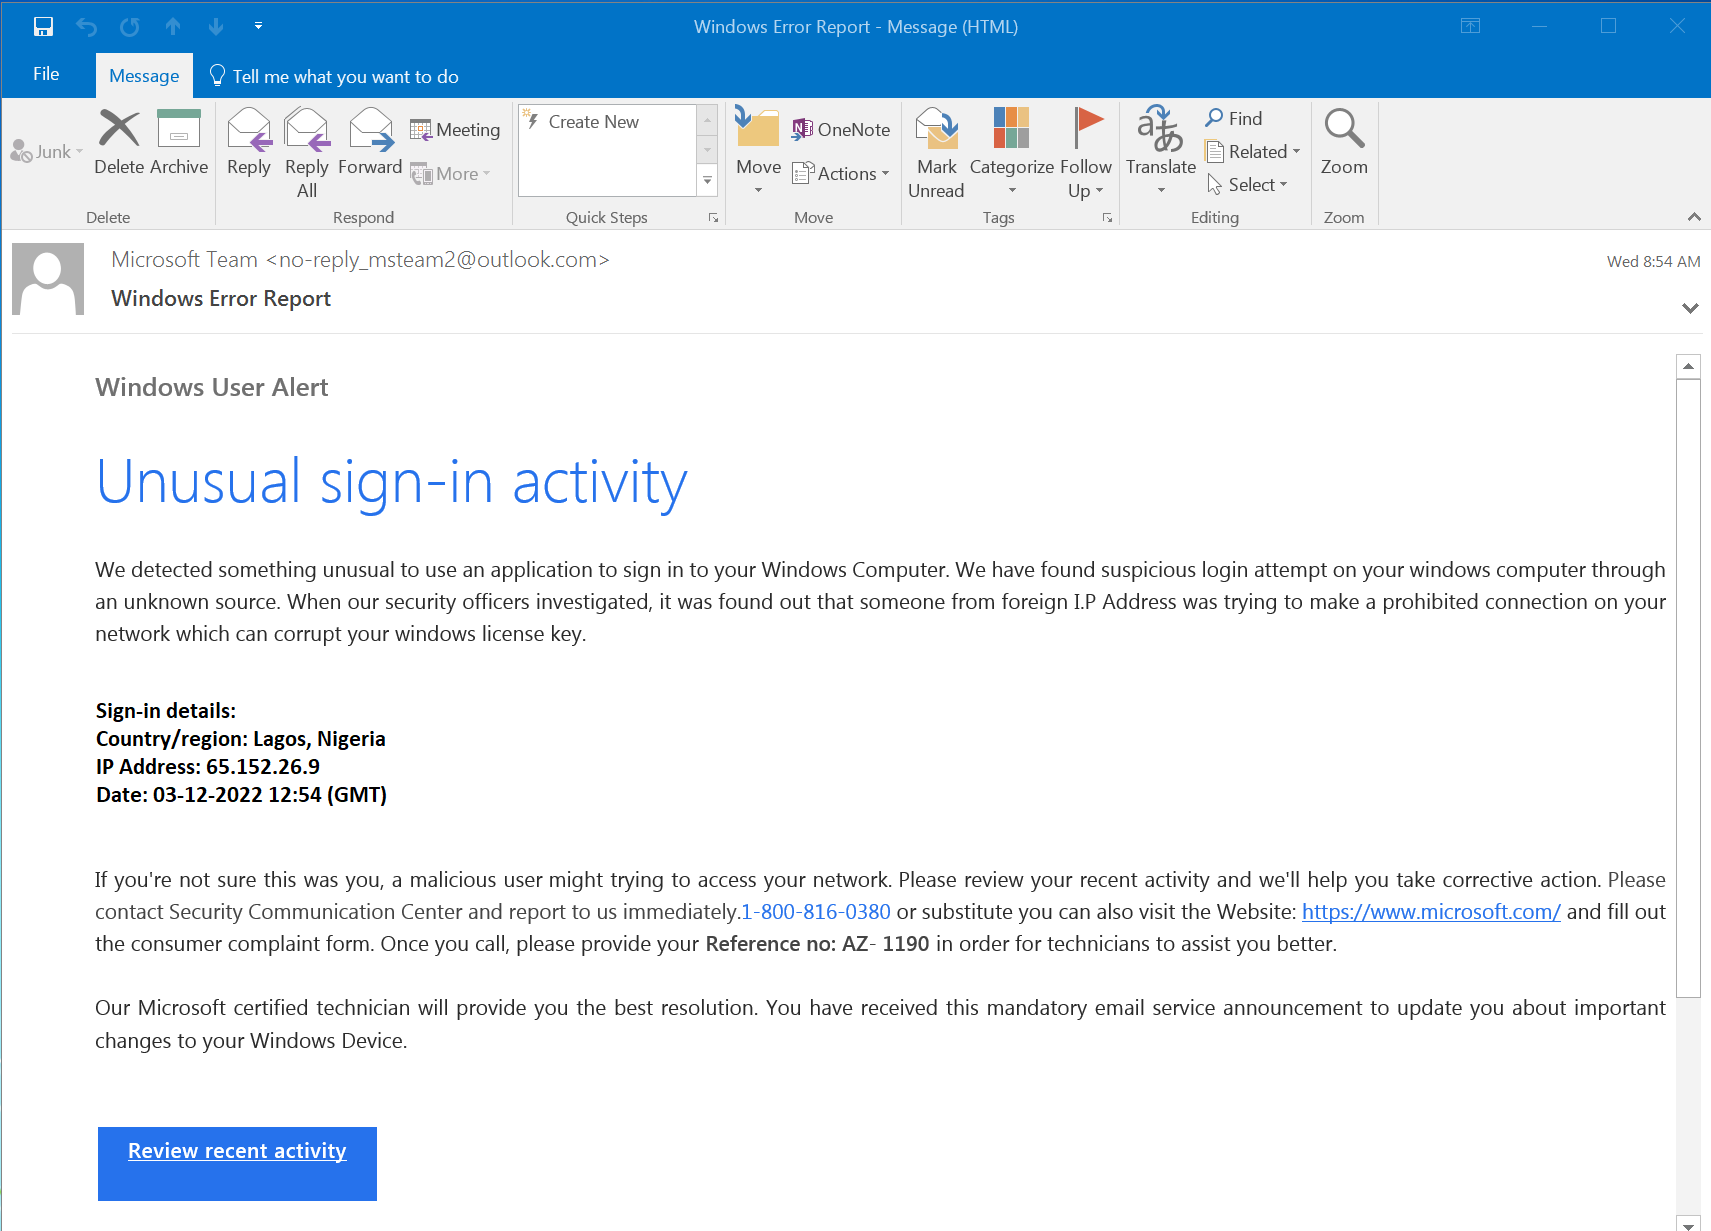 Windows Error Report - Message (HTML)
File
Message
Tell me what you want to do
Junk
Delete
Archive
Delete
Reply
Reply
All
Forward
Meeting
More
Respond
Create New
Quick Steps
Move
OneNote
Actions
Move
Mark
Unread
Categorize
Follow
Up
Tags
Translate
Find
Related
Select
Editing
Zoom
Zoom
Microsoft Team <no-reply_msteam2@outlook.com>
Wed 8:54 AM
Windows Error Report
Windows User Alert
Unusual sign-in activity
We detected something unusual to use an application to sign in to your Windows Computer. We have found suspicious login attempt on your windows computer through
an unknown source. When our security officers investigated, it was found out that someone from foreign I.P Address was trying to make a prohibited connection on your
network which can corrupt your windows license key.
Sign-in details:
Country/region: Lagos, Nigeria
IP Address: 65.152.26.9
Date: 03-12-2022 12:54 (GMT)
If you're not sure this was you, a malicious user might trying to access your network. Please review your recent activity and we'll help you take corrective action. Please
contact Security Communication Center and report to us immediately.1-800-816-0380 or substitute you can also visit the Website: https://www.microsoft.com/ and fill out
the consumer complaint form. Once you call, please provide your Reference no: AZ- 1190 in order for technicians to assist you better.
Our Microsoft certified technician will provide you the best resolution. You have received this mandatory email service announcement to update you about important
changes to your Windows Device.
Review recent activity